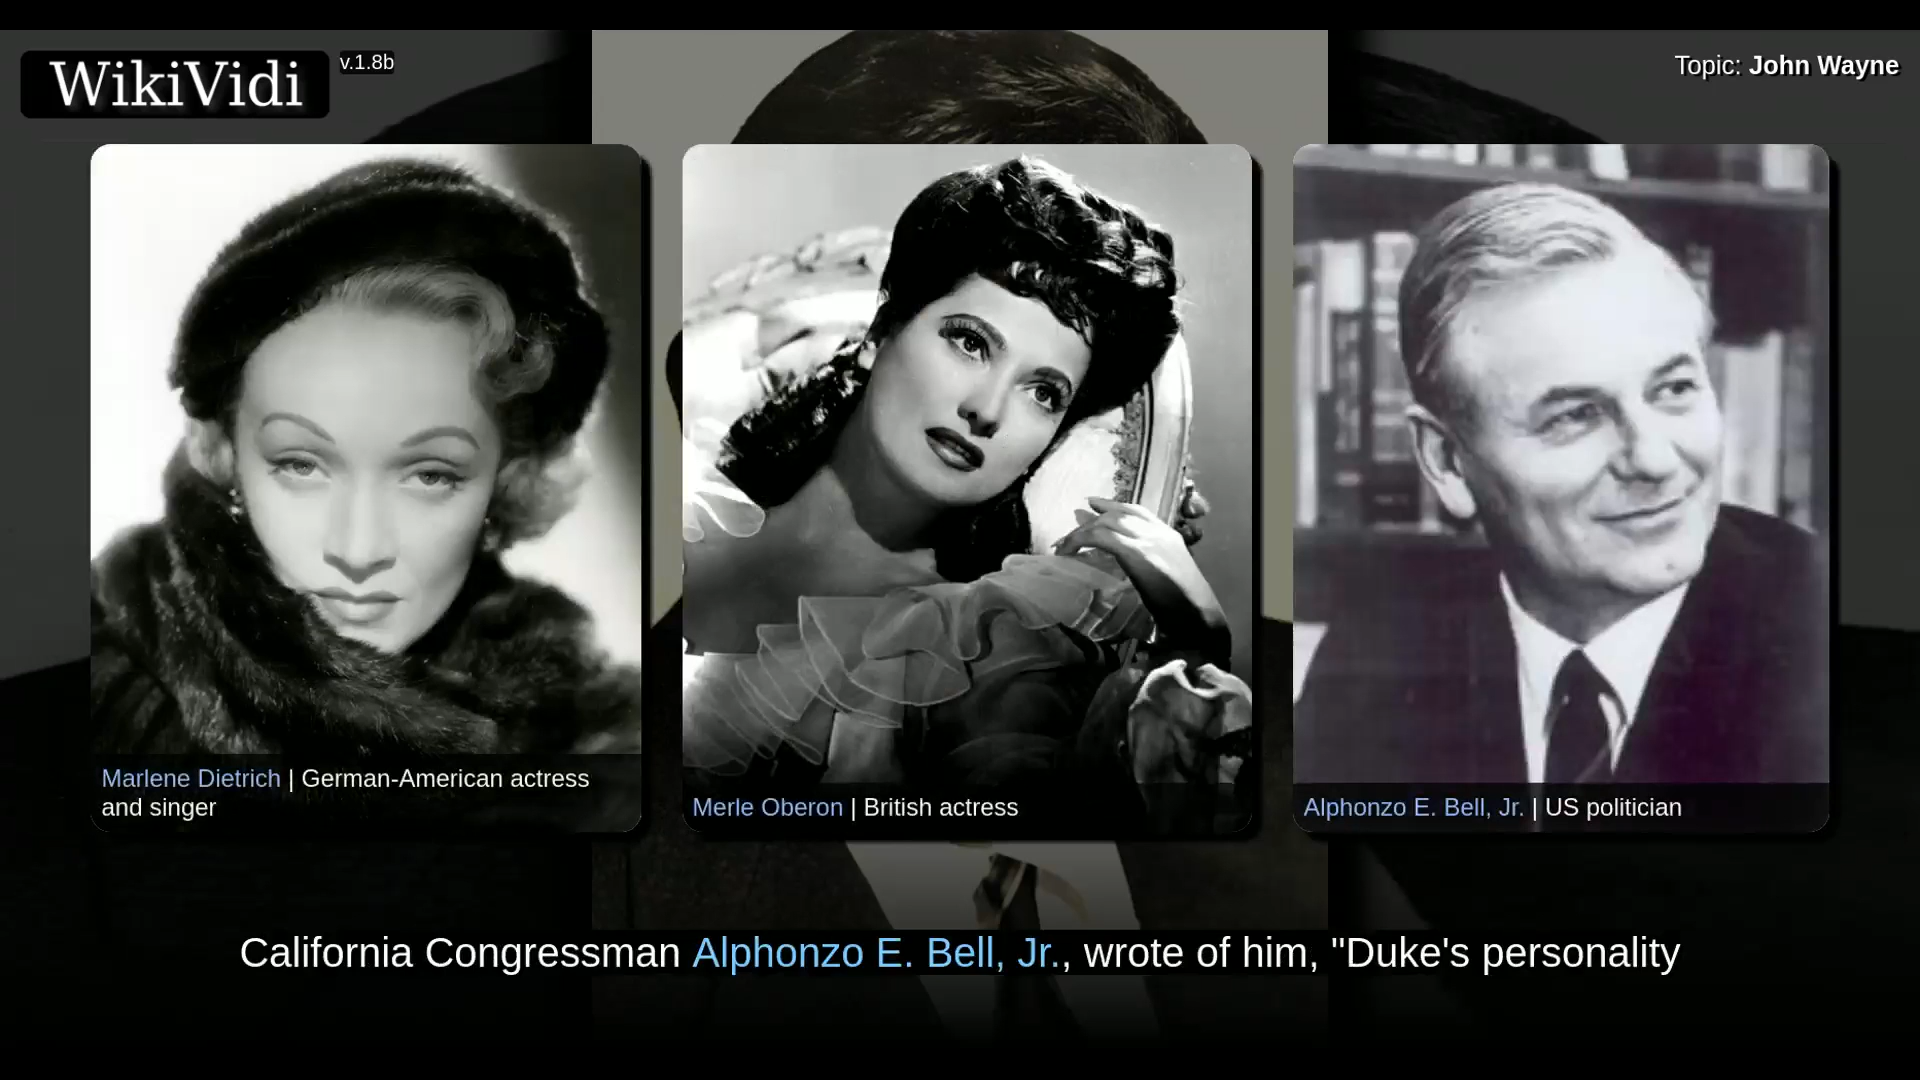 WikiVidi
v.1.8b
Topic: John Wayne
Marlene Dietrich | German-American actress
and singer
Merle Oberon | British actress
Alphonzo E. Bell, Jr. | US politician
California Congressman Alphonzo E. Bell, Jr., wrote of him, "Duke's personality